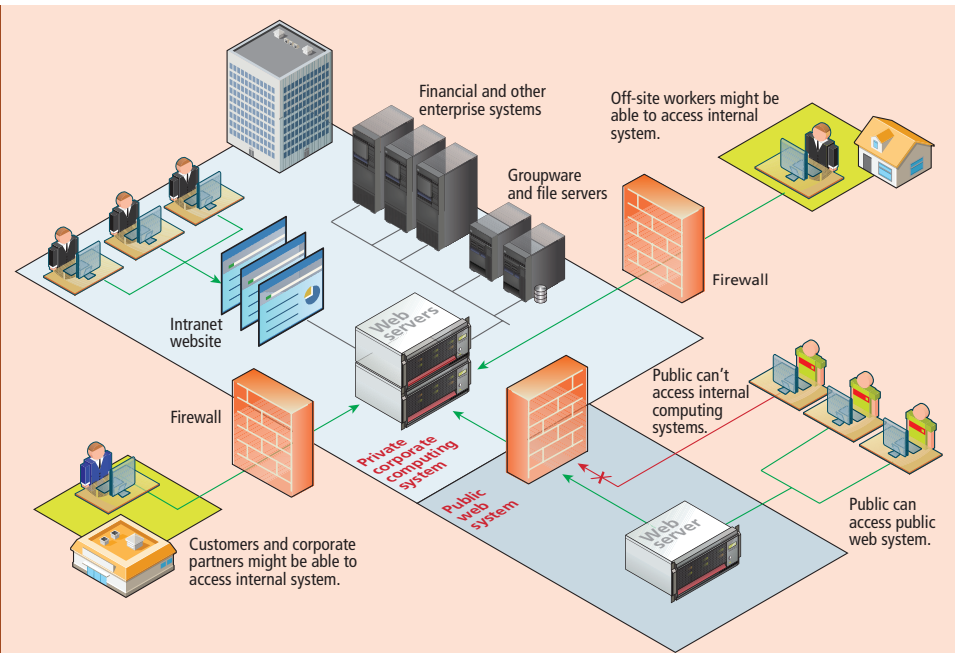 Financial and other
enterprise systems
Off-site workers might be
able to access internal
system.
Groupware
and file servers
Firewall
Intranet
website
Web
servers
Public can't
access internal
computing
systems.
Firewall
Private
corporate
computing
system
Public
web
system
Web
server
Public can
access public
web system.
Customers and corporate
partners might be able to
access internal system.